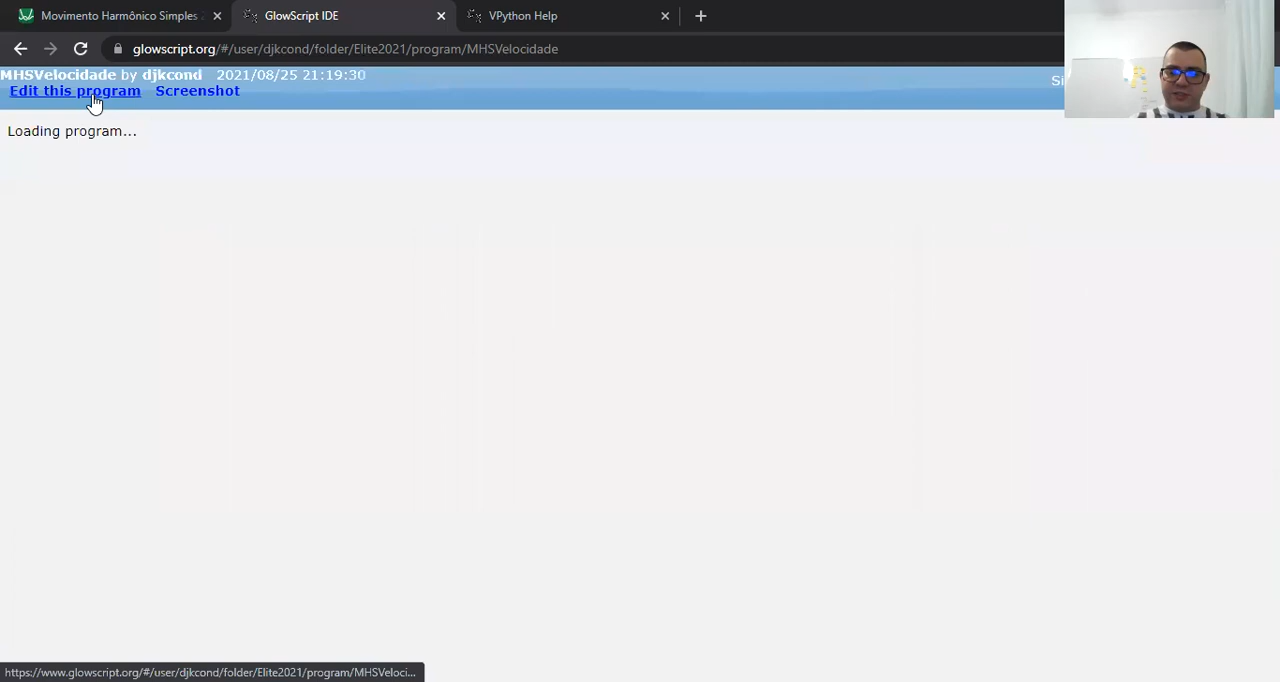 Movimento Harmônico Simples
GlowScript IDE
VPython Help
glowscript.org/#/user/djkcond/folder/Elite2021/program/MHSVelocidade
MHSVelocidade by djkcond 2021/08/25 21:19:30
Si
Edit this program Screenshot
Loading program...
https://www.glowscript.org/#/user/djkcond/folder/Elite2021/program/MHSVeloci...